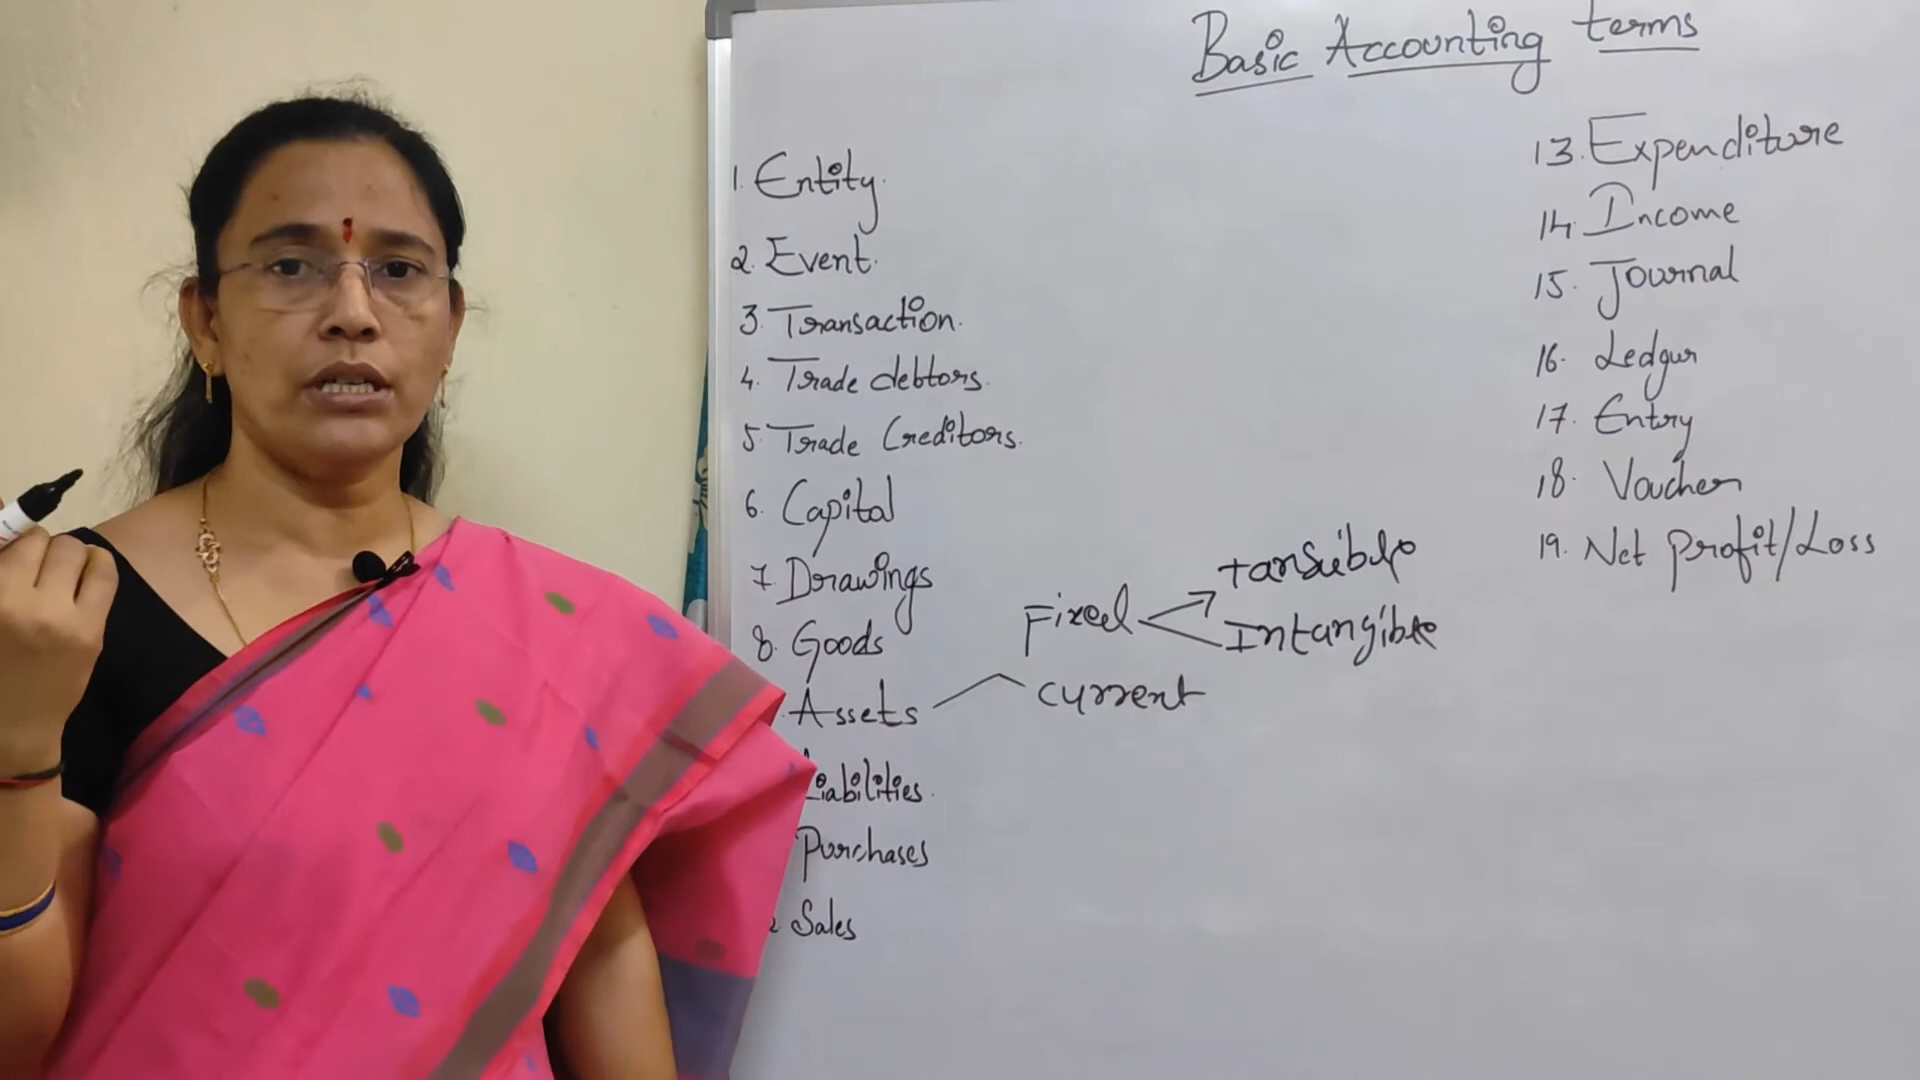 Basic Accounting terms
1. Entity.
2. Event.
3. Transaction.
4. Trade debtors.
5. Trade Creditors.
6. Capital
7. Drawings
8. Goods
Assets
Fixed
tansible
Intangible
current
Liabilities.
Purchases
2 Sales
13. Expenditure
14. Income
15. Journal
16. Ledgur
17. Entry
18. Voucher
19. Net Profit/Loss